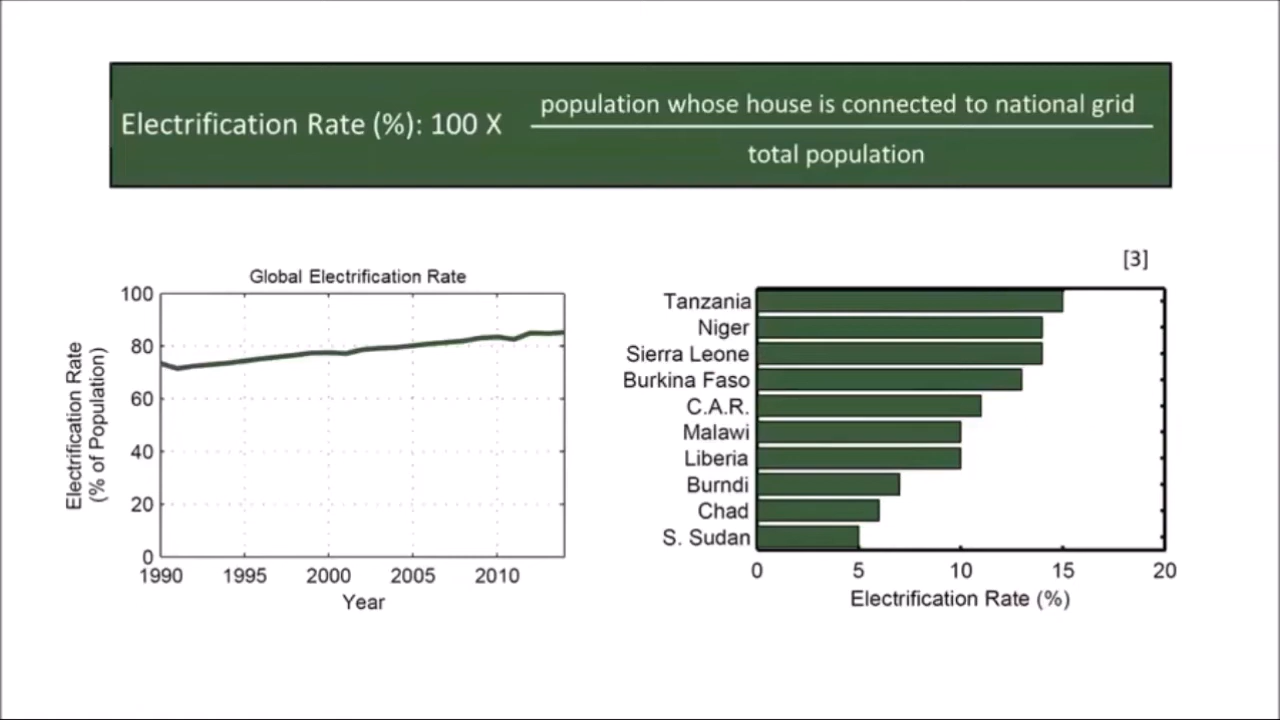 Electrification Rate (%): 100 X
population whose house is connected to national grid
total population
Global Electrification Rate
100
80
60
40
20
0
Electrification Rate
(% of Population)
1990 1995 2000 2005 2010
Year
[3]
Tanzania
Niger
Sierra Leone
Burkina Faso
C.A.R.
Malawi
Liberia
Burndi
Chad
S. Sudan
0 5 10 15 20
Electrification Rate (%)